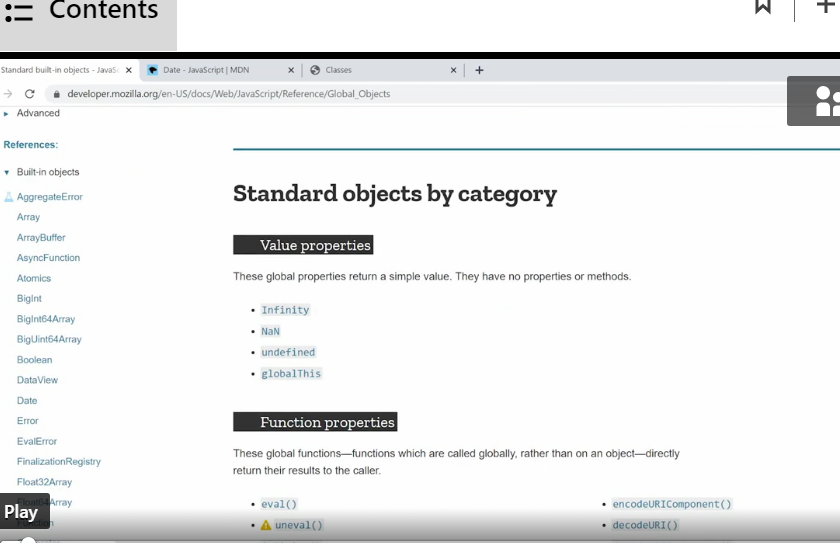 Contents
Standard built-in objects - JavaSc
Date - JavaScript | MDN
Classes
developer.mozilla.org/en-US/docs/Web/JavaScript/Reference/Global_Objects
Advanced
References:
Built-in objects
AggregateError
Array
ArrayBuffer
AsyncFunction
Atomics
BigInt
BigInt64Array
BigUint64Array
Boolean
DataView
Date
Error
EvalError
FinalizationRegistry
Float32Array
Float64Array
Function
Standard objects by category
Value properties
These global properties return a simple value. They have no properties or methods.
• Infinity
• NaN
• undefined
• globalThis
Function properties
These global functions—functions which are called globally, rather than on an object—directly
return their results to the caller.
• eval()
• uneval()
• encodeURIComponent()
• decodeURI()
Play